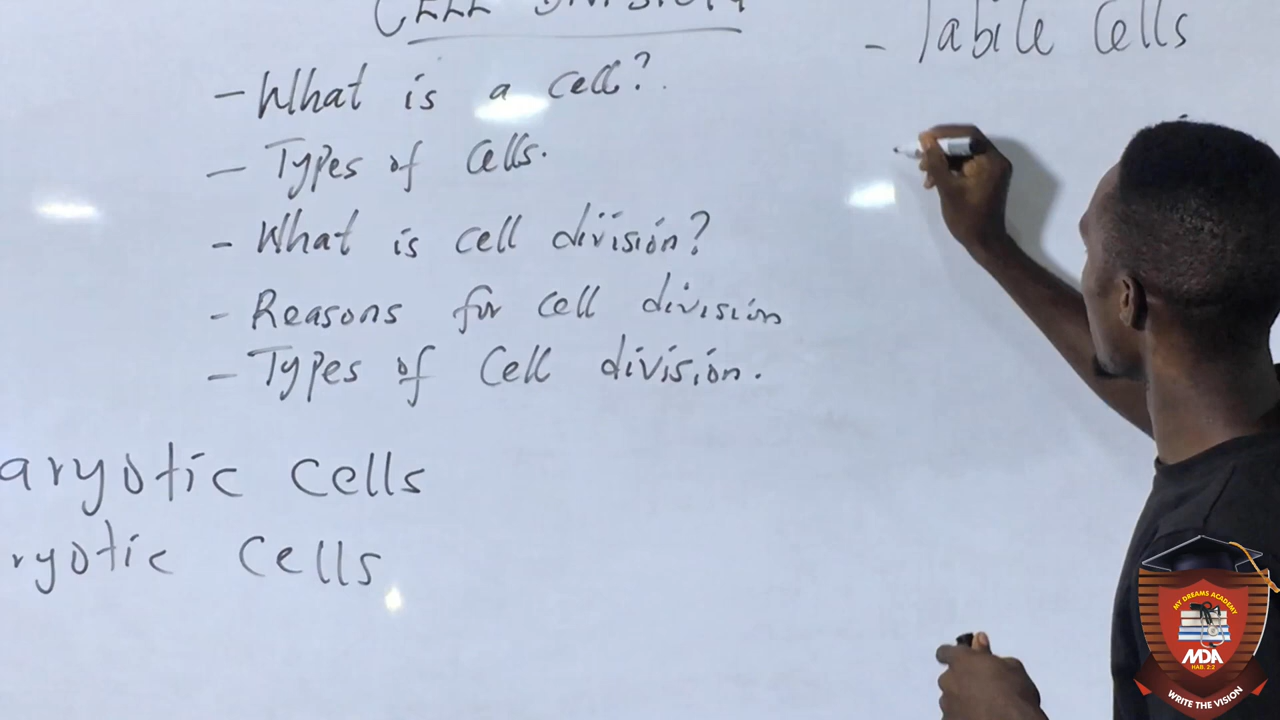 CELL DIVISION
- What is a cell?
- Types of cells.
- What is cell division?
- Reasons for cell division
- Types of Cell division.
aryotic cells
ryotic cells
- labile cells
MY DREAMS ACADEMY
MDA
HAB. 2:2
WRITE THE VISION